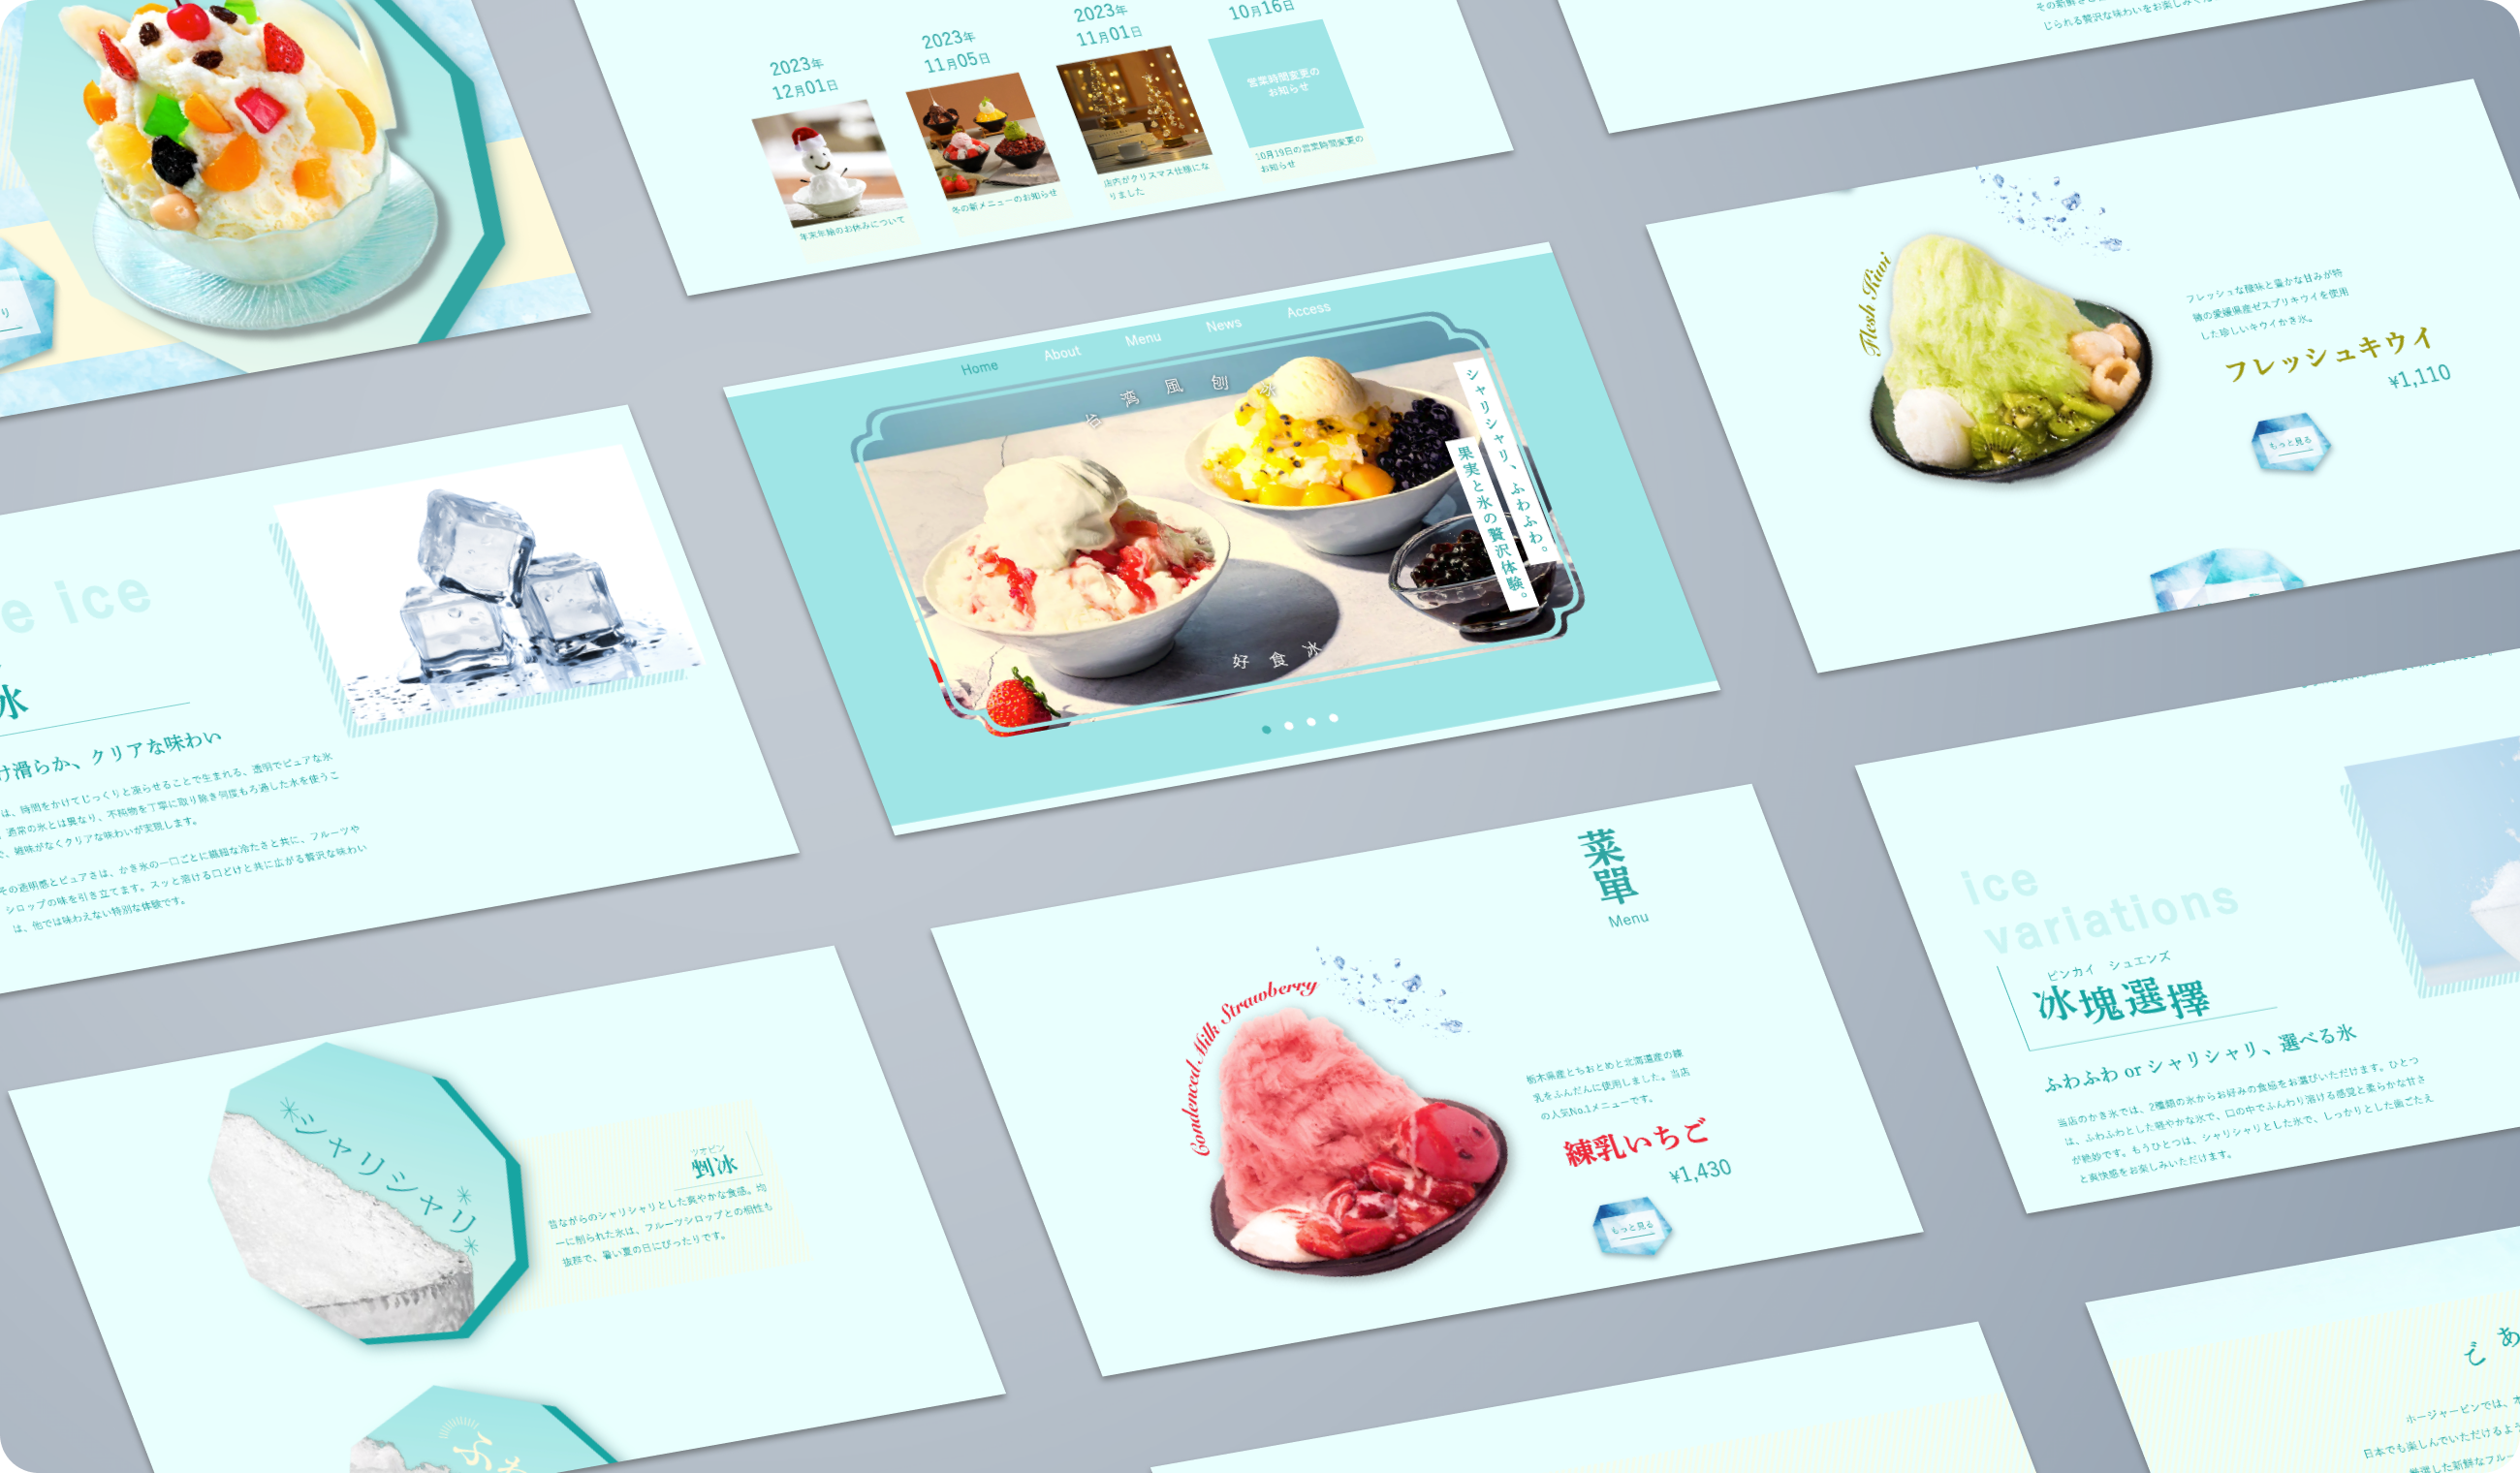 2023年
12月01日
年末年始のお休みについて
2023年
11月05日
冬の新メニューのお知らせ
2023年
11月01日
店内がクリスマス仕様にな
りました
10月16日
営業時間変更の
お知らせ
10月19日の営業時間変更の
お知らせ
じられる贅沢な味わいをお楽しみ
Flesh Kiwi
フレッシュな酸味と豊かな甘みが特
徴の愛媛県産ゼスプリキウイを使用
した珍しいキウイかき氷。
フレッシュキウイ
¥1,110
もっと見る
Home
About
Menu
News
Access
台湾風刨冰
シャリシャリ、ふわふわ。
果実と氷の贅沢体験。
好食冰
e ice
冰
け滑らか、クリアな味わい
は、時間をかけてじっくりと凍らせることで生まれる、透明でピュアな氷
、通常の氷とは異なり、不純物を丁寧に取り除き何度もろ過した水を使うこ
で、雑味がなくクリアな味わいが実現します。
その透明感とピュアさは、かき氷の一口ごとに繊細な冷たさと共に、フルーツや
シロップの味を引き立てます。スッと溶ける口どけと共に広がる贅沢な味わい
は、他では味わえない特別な体験です。
菜單
Menu
Condenced Milk Strawberry
栃木県産とちおとめと北海道産の練
乳をふんだんに使用しました。当店
の人気No.1メニューです。
練乳いちご
¥1,430
もっと見る
ice
variations
ビンカイ シュエンズ
冰塊選擇
ふわふわ or シャリシャリ、選べる氷
当店のかき氷では、2種類の氷からお好みの食感をお選びいただけます。ひとつ
は、ふわふわとした軽やかな氷で、口の中でふんわり溶ける感覚と柔らかな甘さ
が絶妙です。もうひとつは、シャリシャリとした氷で、しっかりとした歯ごたえ
と爽快感をお楽しみいただけます。
シャリシャリ
ツオビン
剉冰
昔ながらのシャリシャリとした爽やかな食感。均
一に削られた氷は、フルーツシロップとの相性も
抜群で、暑い夏の日にぴったりです。
ふわ
ホージャービンでは、
日本でも楽しんでいただけるよう
厳選した新鮮なフルー